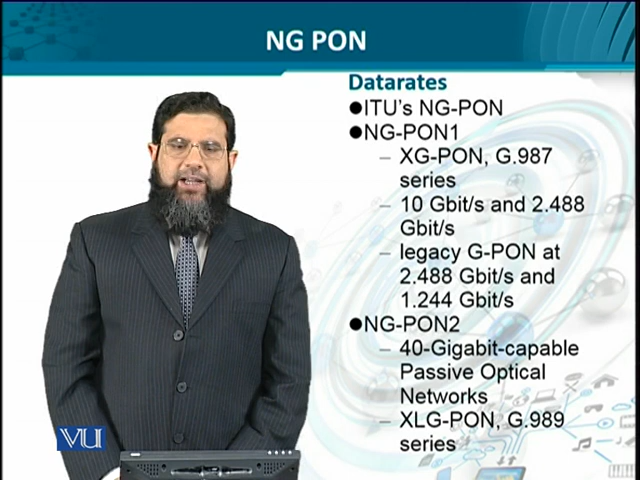 NG PON
Datarates
●ITU's NG-PON
●NG-PON1
– XG-PON, G.987
series
– 10 Gbit/s and 2.488
Gbit/s
– legacy G-PON at
2.488 Gbit/s and
1.244 Gbit/s
●NG-PON2
– 40-Gigabit-capable
Passive Optical
Networks
– XLG-PON, G.989
series
VU